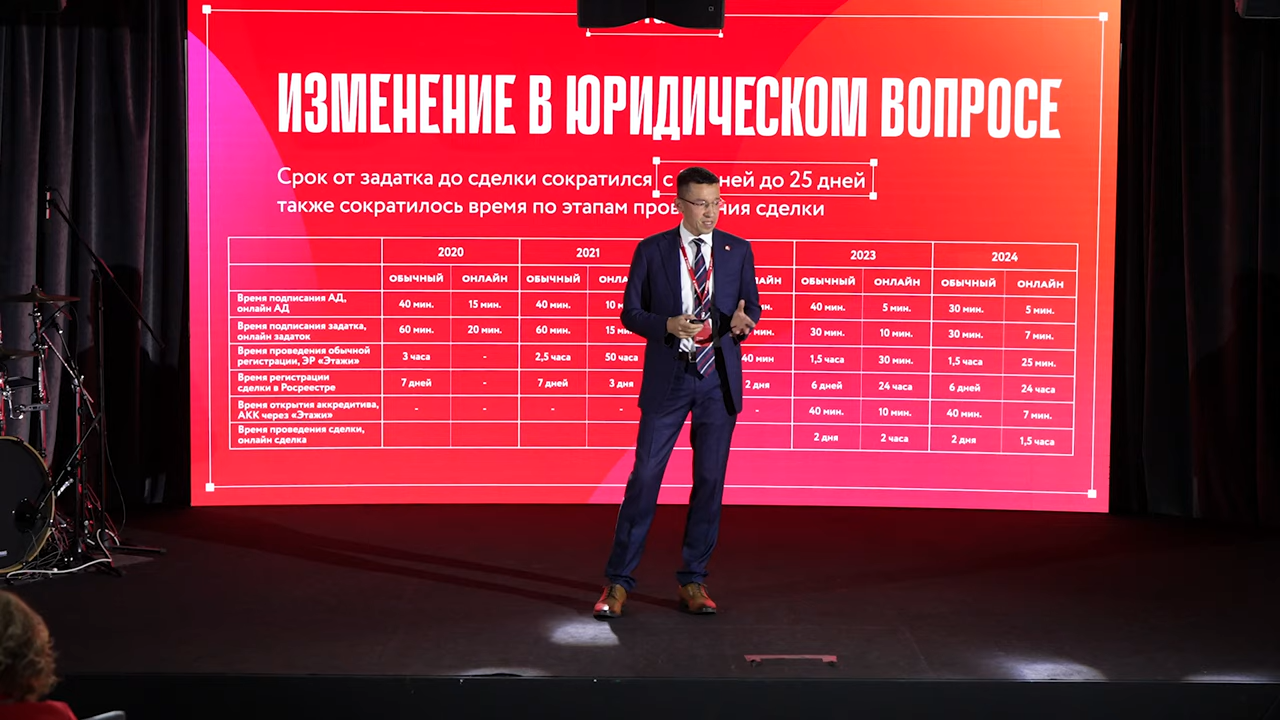 ИЗМЕНЕНИЕ В ЮРИДИЧЕСКОМ ВОПРОСЕ
Срок от задатка до сделки сократился с дней до 25 дней
также сократилось время по этапам проведения сделки
2020 2021 2023 2024
ОБЫЧНЫЙ ОНЛАЙН ОБЫЧНЫЙ ОБЫЧНЫЙ ОНЛАЙН ОБЫЧНЫЙ ОНЛАЙН
Время подписания АД, онлайн АД 40 мин. 15 мин. 40 мин. 40 мин. 5 мин. 30 мин. 5 мин.
Время подписания задатка, онлайн задаток 60 мин. 20 мин. 60 мин. 30 мин. 10 мин. 30 мин. 7 мин.
Время проведения обычной регистрации, ЭР «Этажи» 3 часа - 2,5 часа 50 часа 40 мин 1,5 часа 30 мин. 1,5 часа 25 мин.
Время регистрации сделки в Росреестре 7 дней - 7 дней 3 дня 2 дня 6 дней 24 часа 6 дней 24 часа
Время открытия аккредитива, АКК через «Этажи» - - - - - 40 мин. 10 мин. 40 мин. 7 мин.
Время проведения сделки, онлайн сделка 2 дня 2 часа 2 дня 1,5 часа